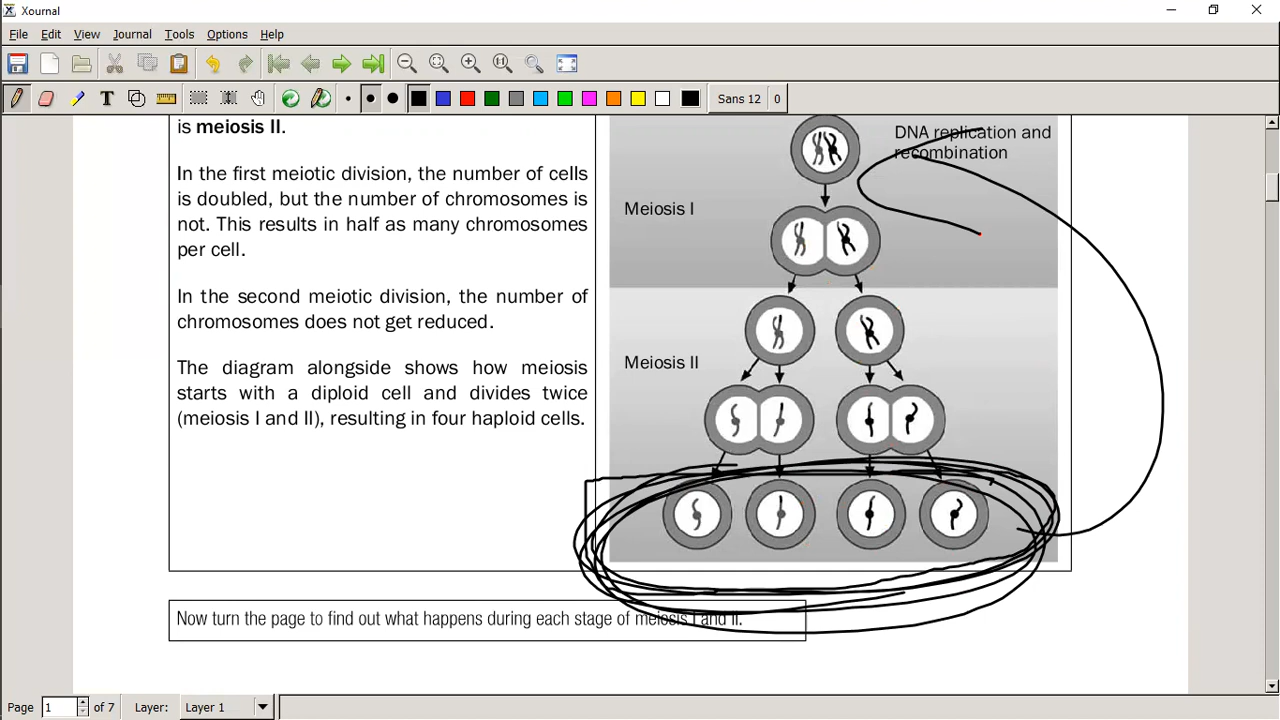 Xournal
File Edit View Journal Tools Options Help
Sans 12 0
is meiosis II.
In the first meiotic division, the number of cells
is doubled, but the number of chromosomes is
not. This results in half as many chromosomes
per cell.
In the second meiotic division, the number of
chromosomes does not get reduced.
The diagram alongside shows how meiosis
starts with a diploid cell and divides twice
(meiosis I and II), resulting in four haploid cells.
DNA replication and
recombination
Meiosis I
Meiosis II
Now turn the page to find out what happens during each stage of meiosis I and II.
Page 1 of 7 Layer: Layer 1